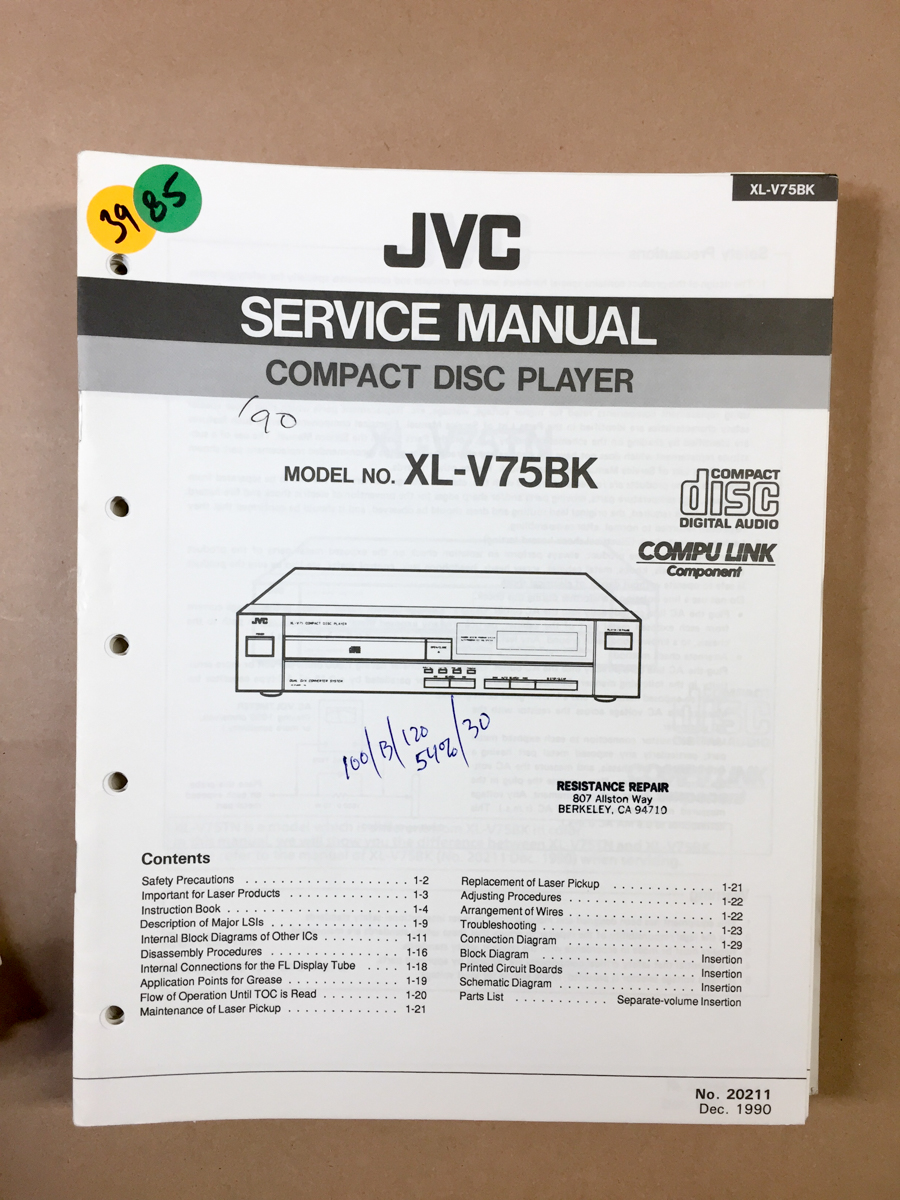 39
85
XL-V75BK
JVC
SERVICE MANUAL
COMPACT DISC PLAYER
'90
MODEL NO. XL-V75BK
COMPACT
disc
DIGITAL AUDIO
COMPU LINK
Component
JVC
COMPACT DISC PLAYER
100/B/120
54%/30
RESISTANCE REPAIR
807 Allston Way
BERKELEY, CA 94710
Contents
Safety Precautions . . . . . . . . . . . . . . . . . . 1-2
Important for Laser Products . . . . . . . . . . . 1-3
Instruction Book . . . . . . . . . . . . . . . . . . . . 1-4
Description of Major LSIs . . . . . . . . . . . . . 1-9
Internal Block Diagrams of Other ICs . . . . . . . . . 1-11
Disassembly Procedures . . . . . . . . . . . . . 1-16
Internal Connections for the FL Display Tube . . . . 1-18
Application Points for Grease . . . . . . . . . . 1-19
Flow of Operation Until TOC is Read . . . . . . . . . 1-20
Maintenance of Laser Pickup . . . . . . . . . . . 1-21
Replacement of Laser Pickup . . . . . . . . . . . 1-21
Adjusting Procedures . . . . . . . . . . . . . . . 1-22
Arrangement of Wires . . . . . . . . . . . . . . . 1-22
Troubleshooting . . . . . . . . . . . . . . . . . . 1-23
Connection Diagram . . . . . . . . . . . . . . . 1-29
Block Diagram . . . . . . . . . . . . . . . . Insertion
Printed Circuit Boards . . . . . . . . . . . . Insertion
Schematic Diagram . . . . . . . . . . . . . Insertion
Parts List . . . . . . . . . . Separate-volume Insertion
No. 20211
Dec. 1990